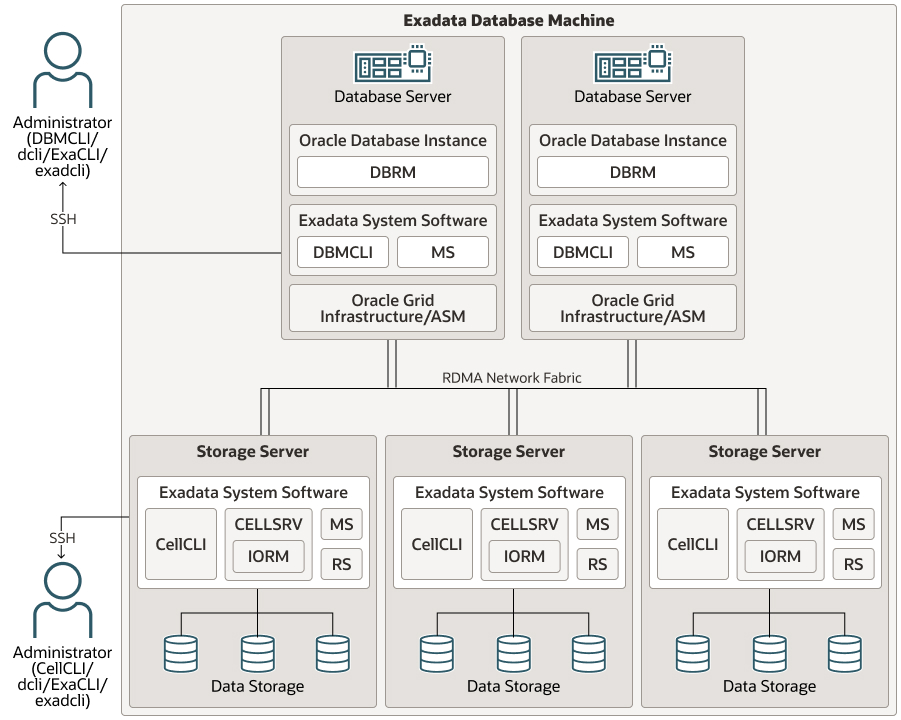 Exadata Database Machine
Administrator
(DBMCLI/
dcli/ExaCLI/
exadcli)
SSH
Database Server
Oracle Database Instance
DBRM
Exadata System Software
DBMCLI
MS
Oracle Grid
Infrastructure/ASM
Database Server
Oracle Database Instance
DBRM
Exadata System Software
DBMCLI
MS
Oracle Grid
Infrastructure/ASM
RDMA Network Fabric
SSH
Administrator
(CellCLI/
dcli/ExaCLI/
exadcli)
Storage Server
Exadata System Software
CellCLI
CELLSRV
IORM
MS
RS
Data Storage
Storage Server
Exadata System Software
CellCLI
CELLSRV
IORM
MS
RS
Data Storage
Storage Server
Exadata System Software
CellCLI
CELLSRV
IORM
MS
RS
Data Storage